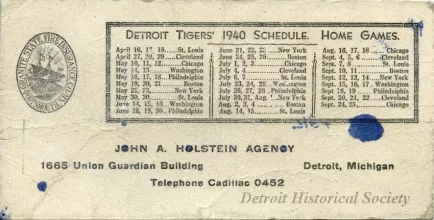 DETROIT TIGERS' 1940 SCHEDULE. HOME GAMES.
GRANITE STATE FIRE INSURANCE COMPANY
PORTSMOUTH
April 16, 17, 18 St. Louis
April 27, 28, 29 Cleveland
May 10, 11, 12 Chicago
May 14, 15 Washington
May 16, 17, 18 Philadelphia
May 19, 20, 21 Boston
May 22, 23 New York
May 30, 30 St. Louis
June 14, 15, 16 Washington
June 18, 19, 20 Philadelphia
June 21, 22, 23 New York
June 24, 25, 26 Boston
July 1, 2, 3 Chicago
July 4, 4 Cleveland
July 6, 7 St. Louis
July Washington
July 26, 27, 28 Philadelphia
July 30, 31, Aug. New York
Aug. 2, 3, 4 Boston
Aug. 14, 15 St. Louis
Aug. 16, 17, 18 Chicago
Sept. 4, 5, 6 Cleveland
Sept. 7, 8 St. Louis
Sept. 10, 11 Boston
Sept. 12, 13, 14 New York
Sept. 15, 16, 17 Washington
Sept. 18, 19 Philadelphia
Sept. 20, 21, 22 Cleveland
Sept. 24, 25 Chicago
JOHN A. HOLSTEIN AGENCY
1665 Union Guardian Building Detroit, Michigan
Telephone Cadillac 0452
Detroit Historical Society